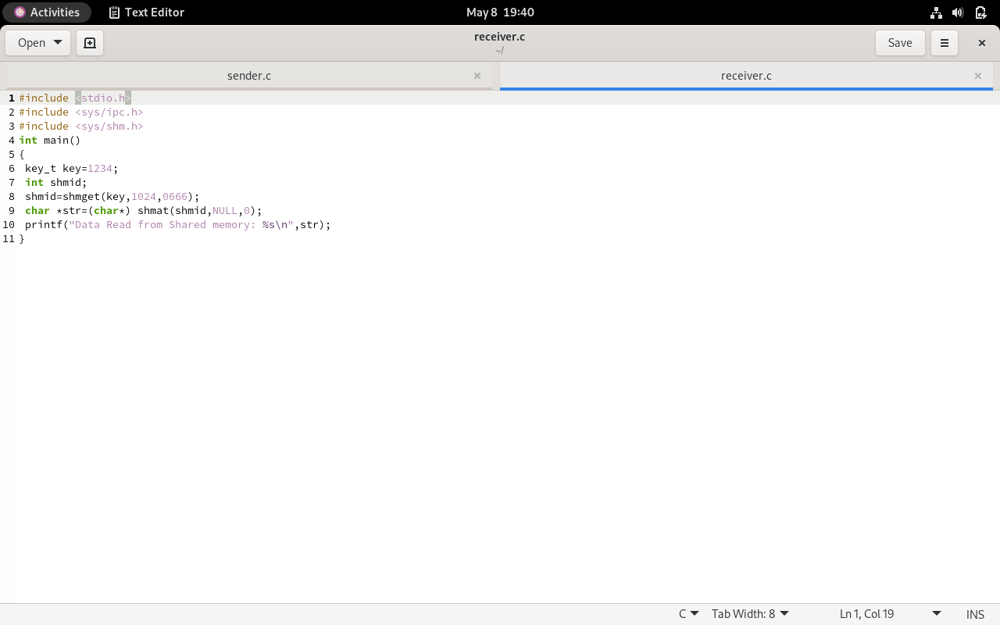 Activities Text Editor May 8 19:40
Open receiver.c Save
~/
sender.c receiver.c
1 #include <stdio.h>
2 #include <sys/ipc.h>
3 #include <sys/shm.h>
4 int main()
5 {
6  key_t key=1234;
7  int shmid;
8  shmid=shmget(key,1024,0666);
9  char *str=(char*) shmat(shmid,NULL,0);
10  printf("Data Read from Shared memory: %s\n",str);
11 }
C Tab Width: 8 Ln 1, Col 19 INS